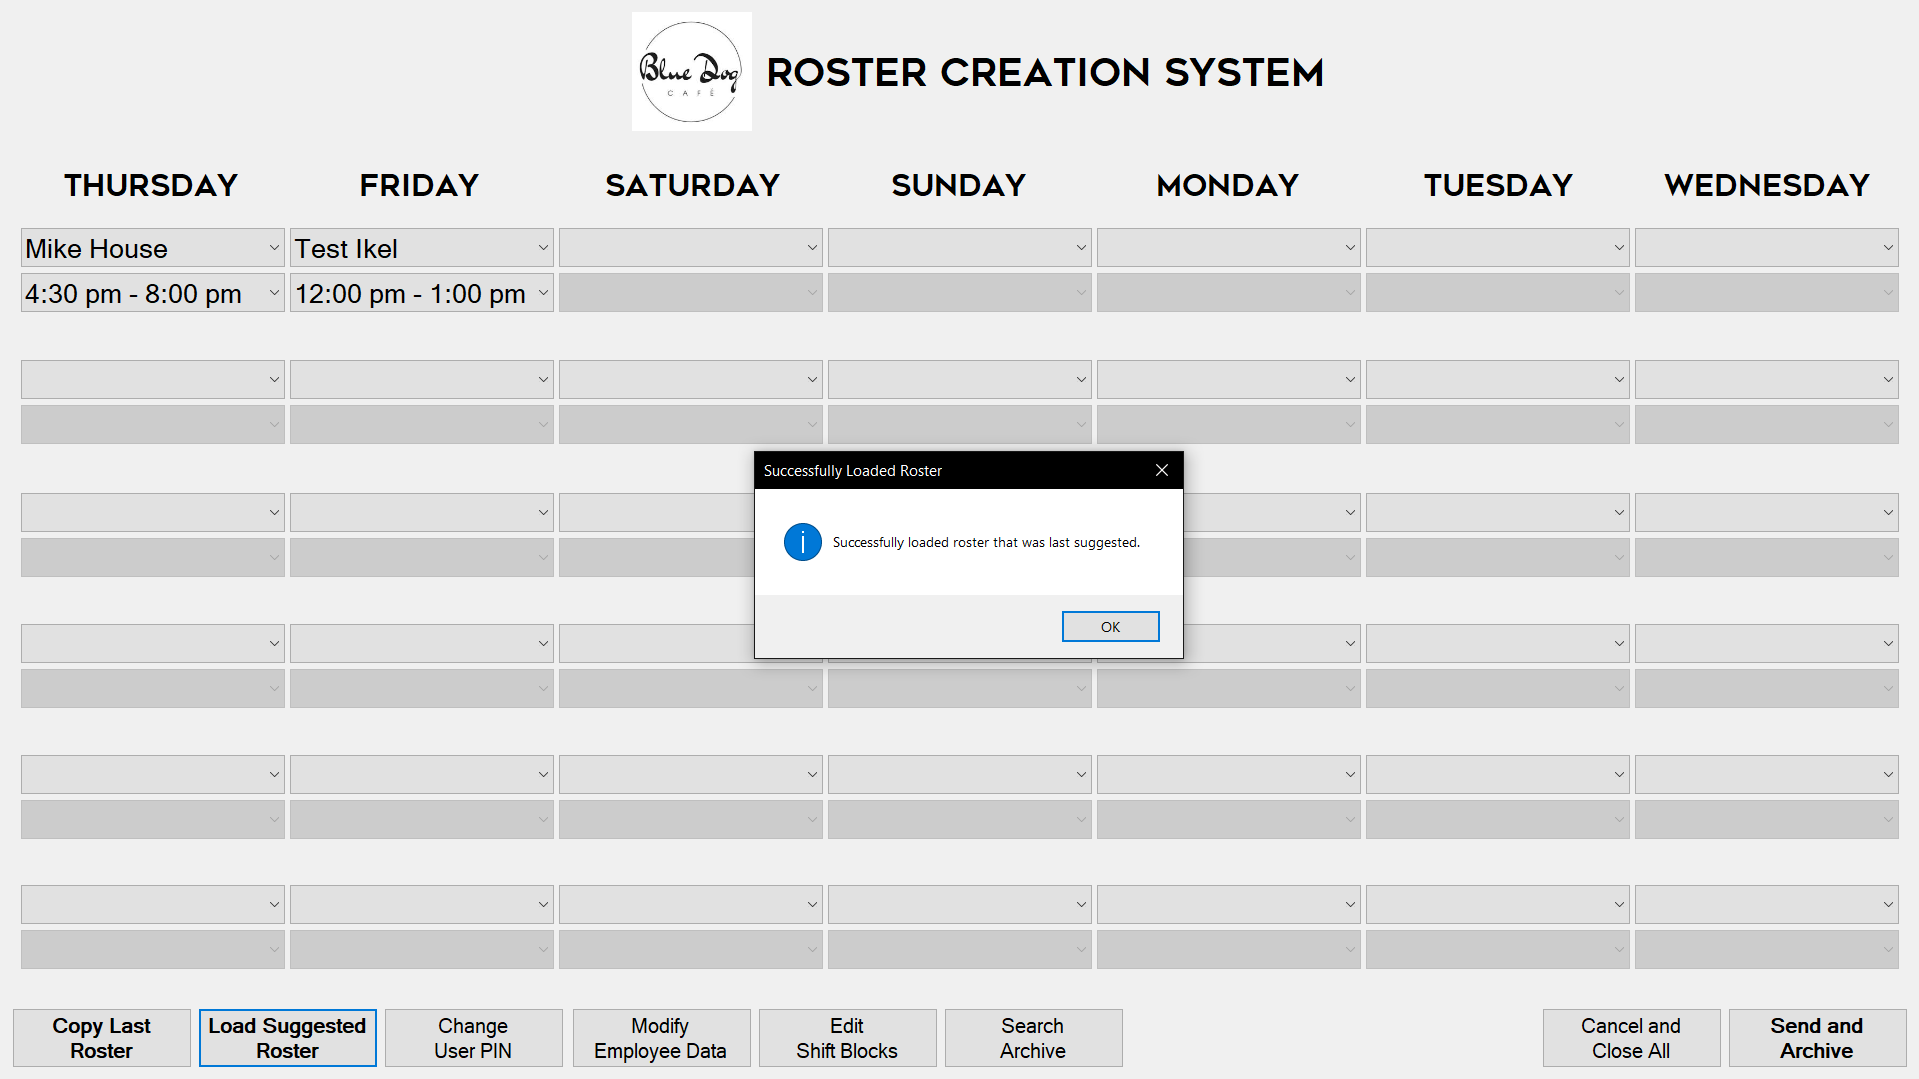 Blue Dog
CAFÉ
ROSTER CREATION SYSTEM
THURSDAY FRIDAY SATURDAY SUNDAY MONDAY TUESDAY WEDNESDAY
Mike House Test Ikel
4:30 pm - 8:00 pm 12:00 pm - 1:00 pm
Successfully Loaded Roster
Successfully loaded roster that was last suggested.
OK
Copy Last
Roster
Load Suggested
Roster
Change
User PIN
Modify
Employee Data
Edit
Shift Blocks
Search
Archive
Cancel and
Close All
Send and
Archive